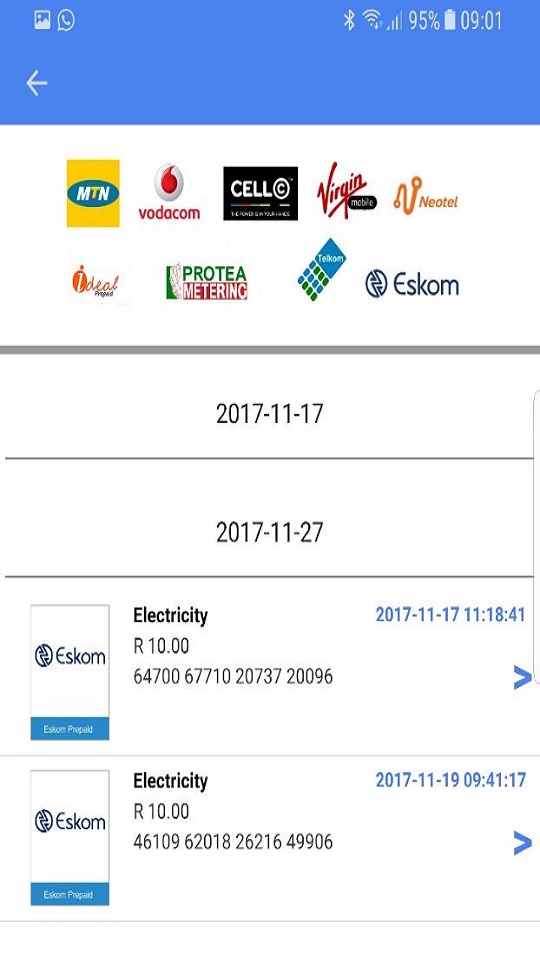 95% 09:01
MTN
vodacom
CELL C
THE POWER IS IN YOUR HANDS
Virgin mobile
Neotel
ideal Prepaid
PROTEA METERING
Telkom
Eskom
2017-11-17
2017-11-27
Eskom
Eskom Prepaid
Electricity 2017-11-17 11:18:41
R 10.00
64700 67710 20737 20096 >
Eskom
Eskom Prepaid
Electricity 2017-11-19 09:41:17
R 10.00
46109 62018 26216 49906 >